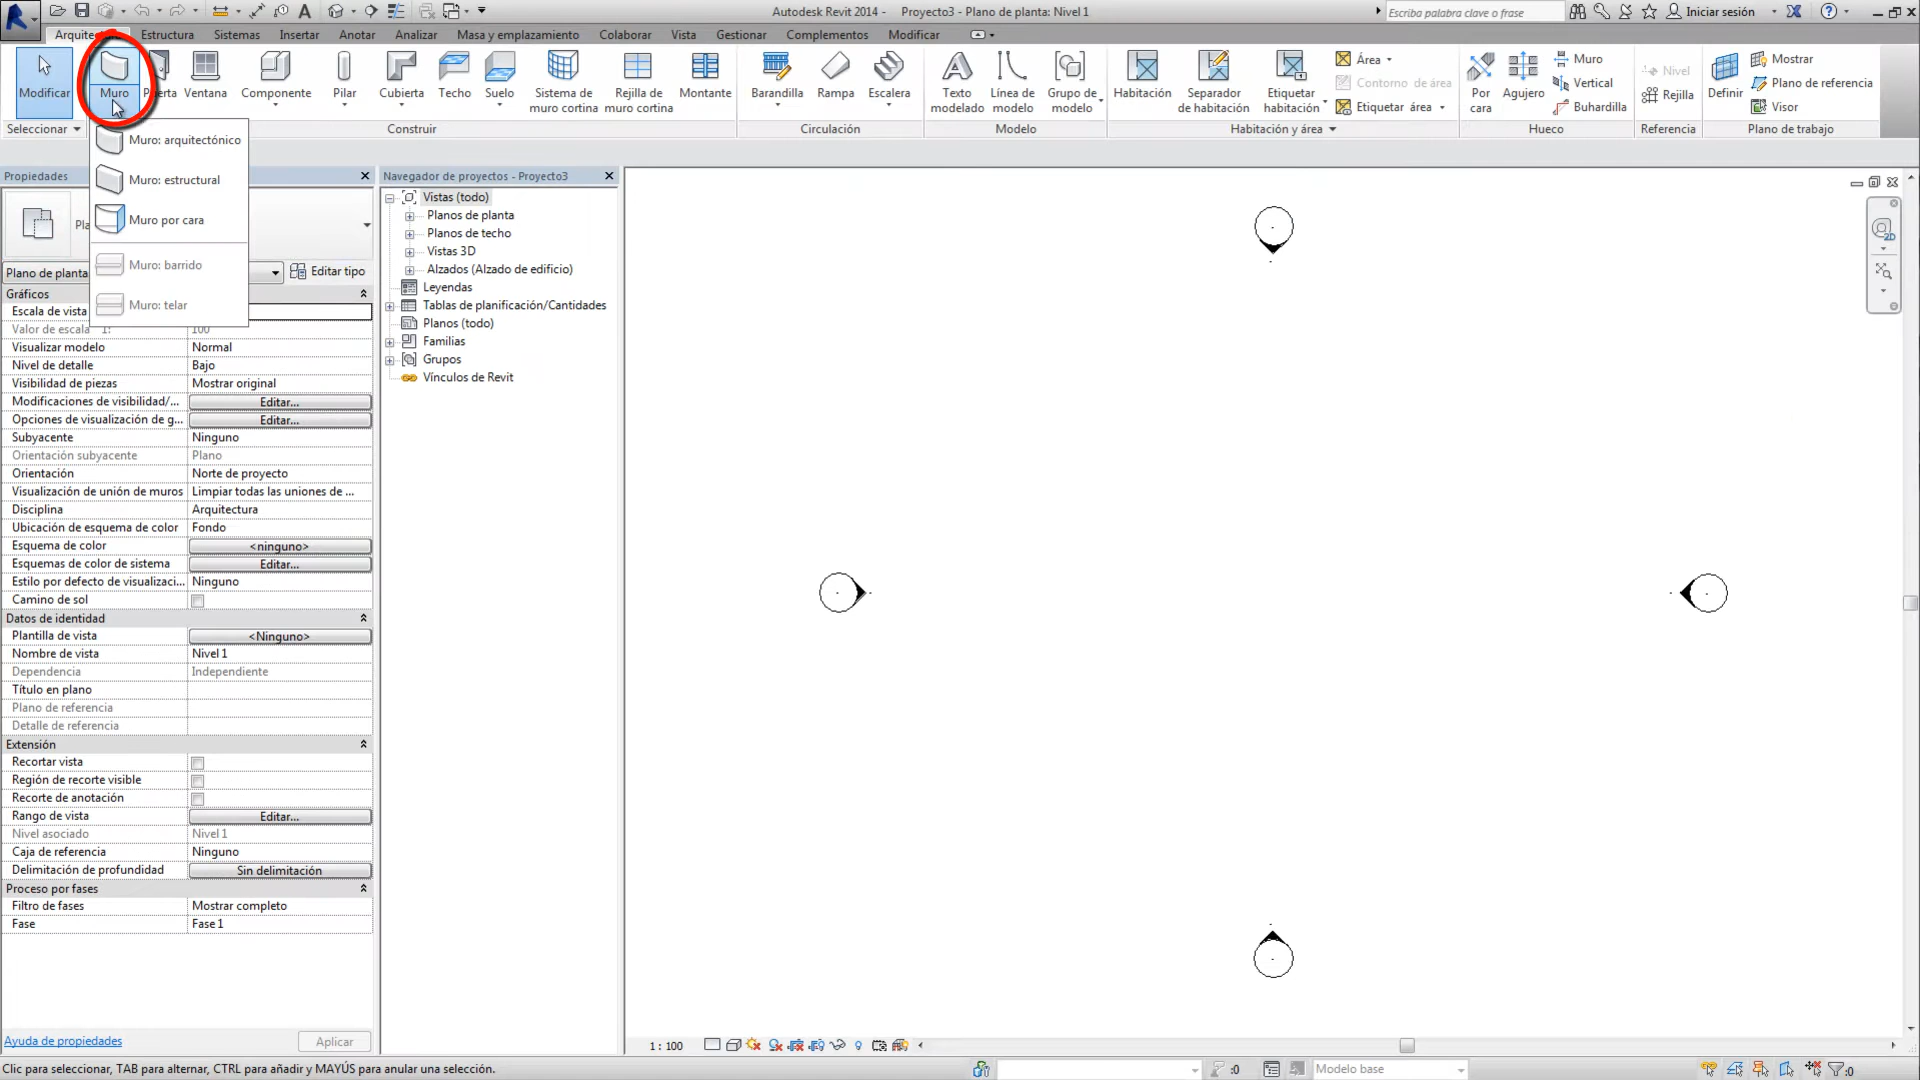 Autodesk Revit 2014 - Proyecto3 - Plano de planta: Nivel 1
Escriba palabra clave o frase
Iniciar sesión
Estructura Sistemas Insertar Anotar Analizar Masa y emplazamiento Colaborar Vista Gestionar Complementos Modificar
Modificar
Muro
Ventana
Componente
Pilar
Cubierta
Techo
Suelo
Sistema de
muro cortina
Rejilla de
muro cortina
Montante
Barandilla
Rampa
Escalera
Texto
modelado
Línea de
modelo
Grupo de
modelo
Habitación
Separador
de habitación
Etiquetar
habitación
Área
Contorno de área
Etiquetar área
Por
cara
Agujero
Muro
Vertical
Buhardilla
Nivel
Rejilla
Definir
Mostrar
Plano de referencia
Visor
Seleccionar
Construir
Circulación
Modelo
Habitación y área
Hueco
Referencia
Plano de trabajo
Muro: arquitectónico
Muro: estructural
Muro por cara
Muro: barrido
Muro: telar
Propiedades
Plano de planta
Editar tipo
Gráficos
Escala de vista
Valor de escala 1: 100
Visualizar modelo Normal
Nivel de detalle Bajo
Visibilidad de piezas Mostrar original
Modificaciones de visibilidad/... Editar...
Opciones de visualización de g... Editar...
Subyacente Ninguno
Orientación subyacente Plano
Orientación Norte de proyecto
Visualización de unión de muros Limpiar todas las uniones de ...
Disciplina Arquitectura
Ubicación de esquema de color Fondo
Esquema de color <ninguno>
Esquemas de color de sistema Editar...
Estilo por defecto de visualizaci... Ninguno
Camino de sol
Datos de identidad
Plantilla de vista <Ninguno>
Nombre de vista Nivel 1
Dependencia Independiente
Título en plano
Plano de referencia
Detalle de referencia
Extensión
Recortar vista
Región de recorte visible
Recorte de anotación
Rango de vista Editar...
Nivel asociado Nivel 1
Caja de referencia Ninguno
Delimitación de profundidad Sin delimitación
Proceso por fases
Filtro de fases Mostrar completo
Fase Fase 1
Ayuda de propiedades
Aplicar
Navegador de proyectos - Proyecto3
Vistas (todo)
Planos de planta
Planos de techo
Vistas 3D
Alzados (Alzado de edificio)
Leyendas
Tablas de planificación/Cantidades
Planos (todo)
Familias
Grupos
Vínculos de Revit
2D
1 : 100
Clic para seleccionar, TAB para alternar, CTRL para añadir y MAYÚS para anular una selección.
:0
Modelo base
:0